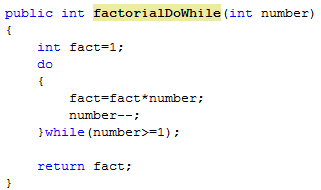 public int factorialDoWhile(int number)
{
    int fact=1;
    do
    {
        fact=fact*number;
        number--;
    }while(number>=1);

    return fact;
}